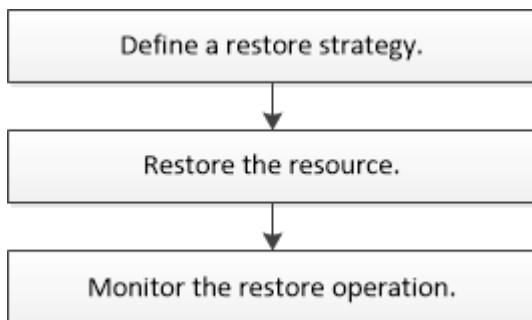 Define a restore strategy.
Restore the resource.
Monitor the restore operation.